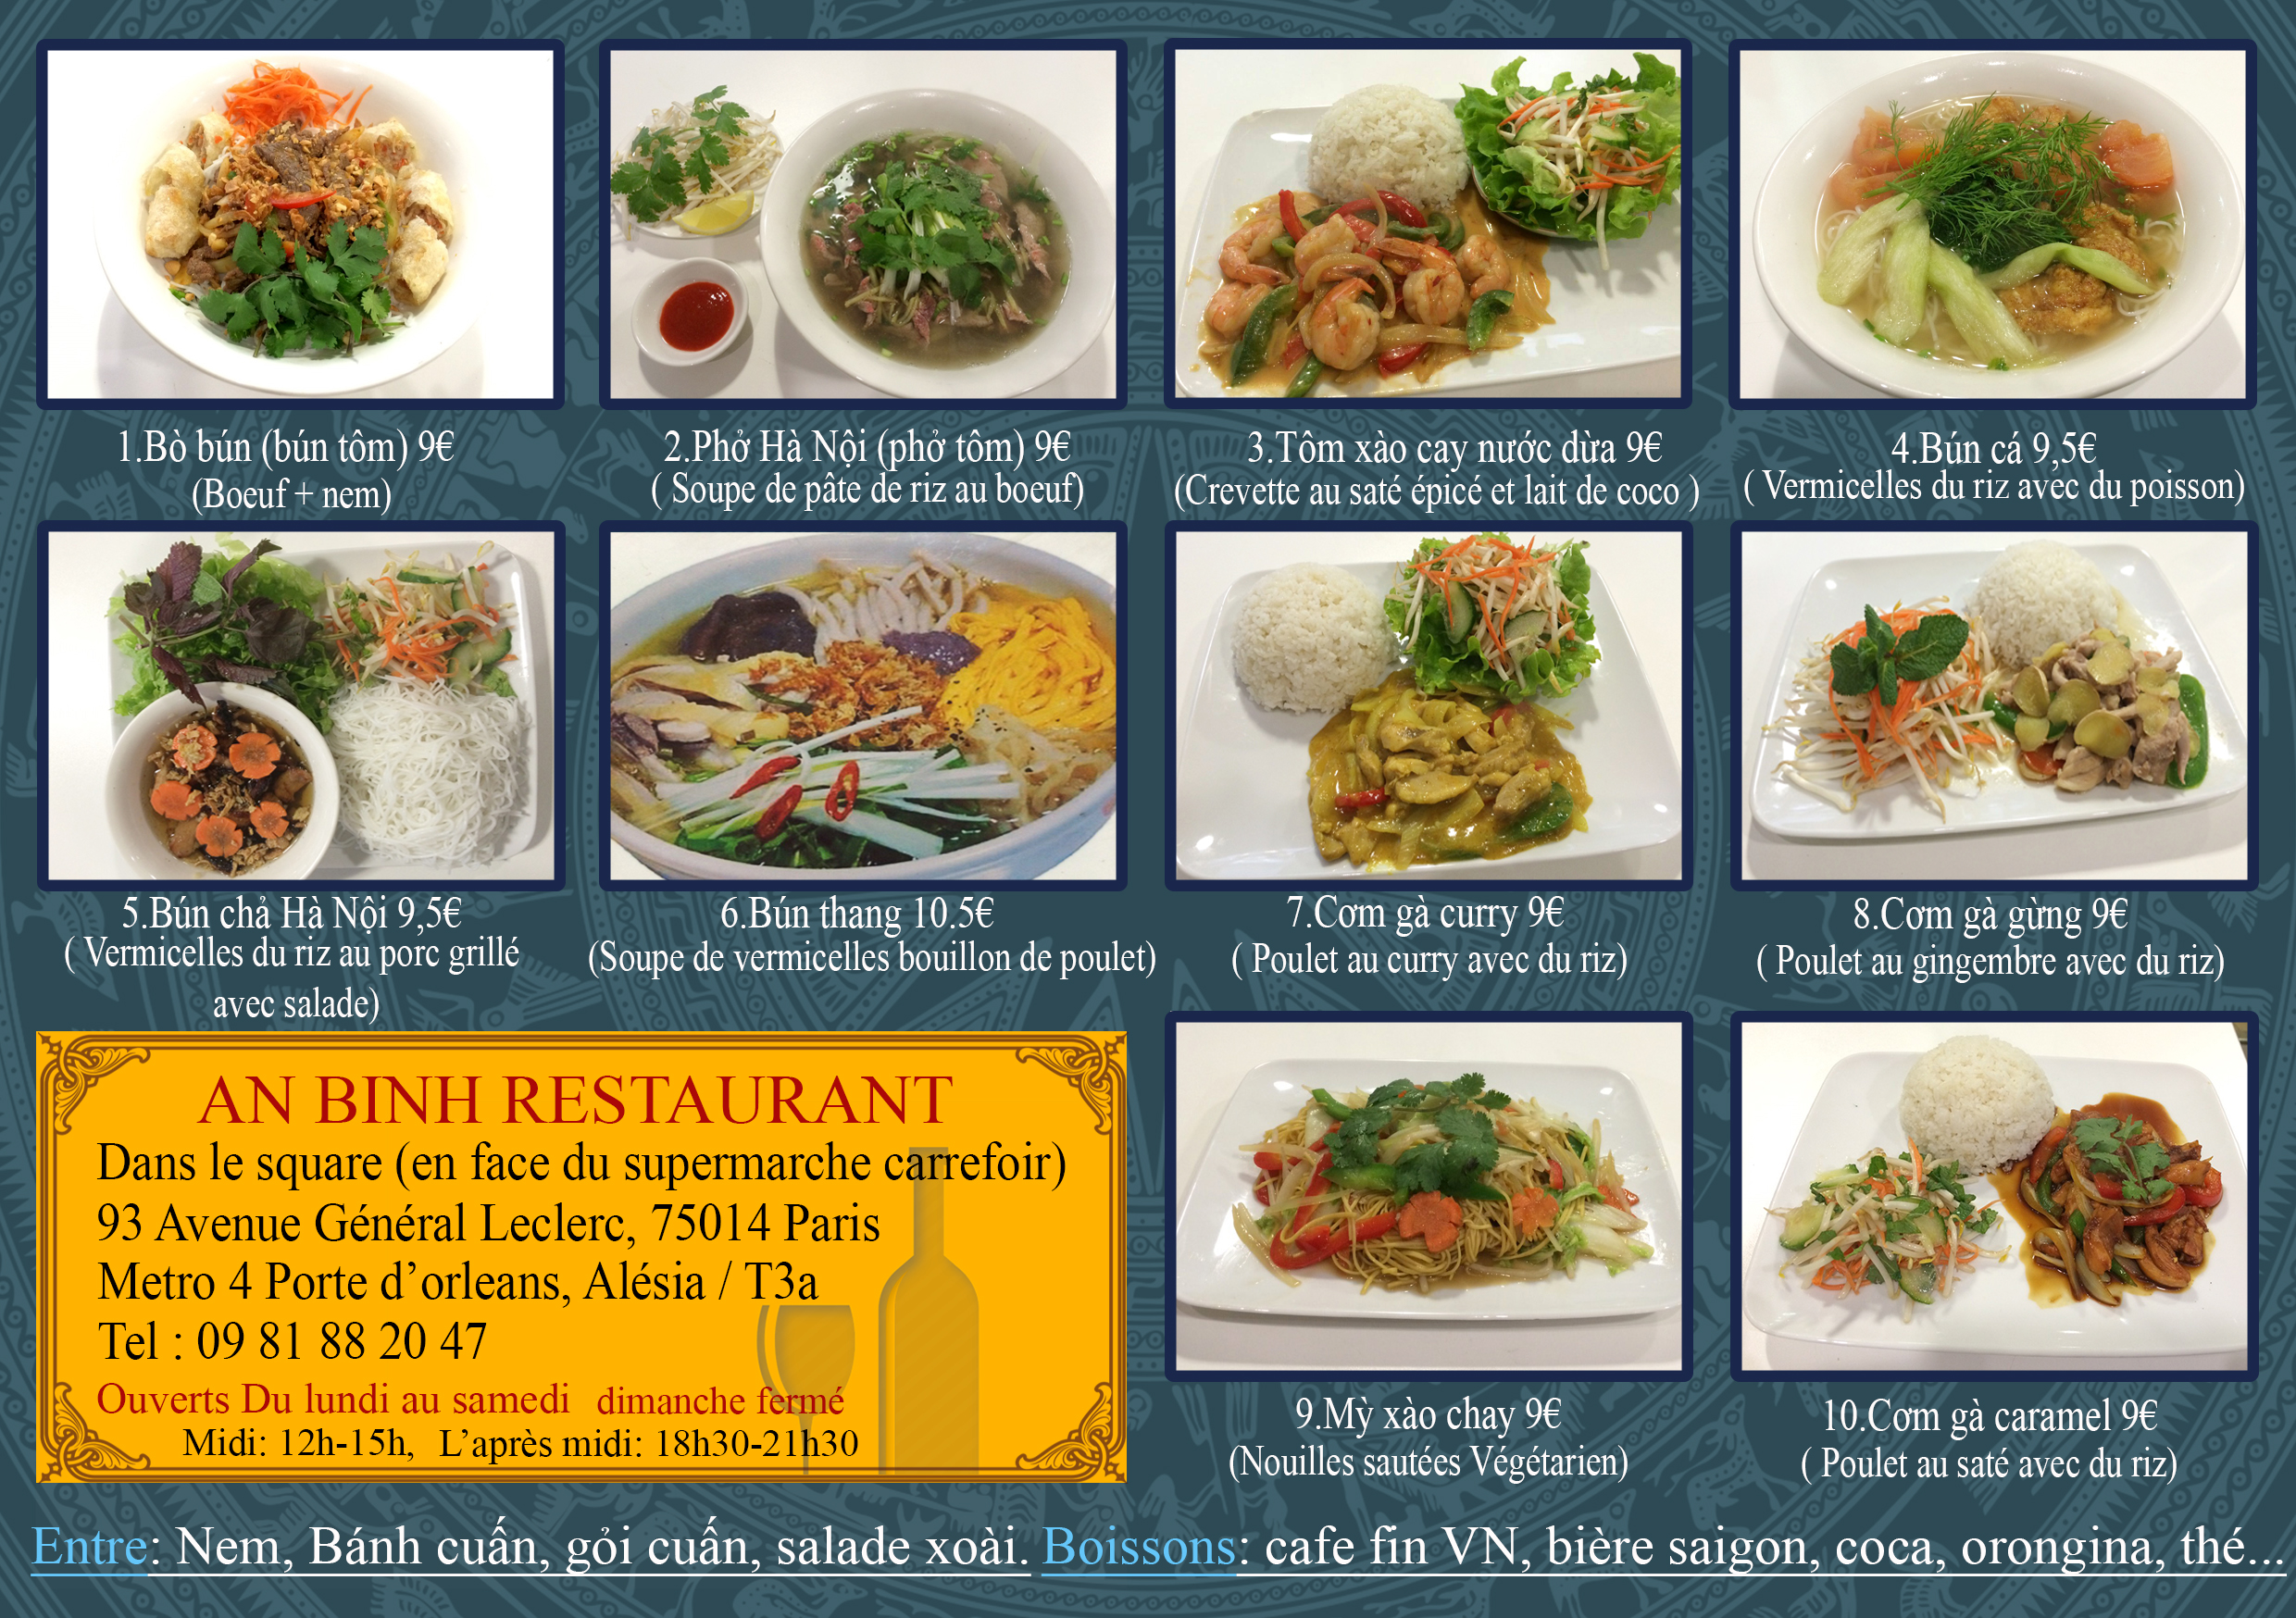 1.Bò bún (bún tôm) 9€
(Boeuf + nem)
2.Phở Hà Nội (phở tôm) 9€
( Soupe de pâte de riz au boeuf)
3.Tôm xào cay nước dừa 9€
(Crevette au saté épicé et lait de coco )
4.Bún cá 9,5€
( Vermicelles du riz avec du poisson)
5.Bún chả Hà Nội 9,5€
( Vermicelles du riz au porc grillé
avec salade)
6.Bún thang 10.5€
(Soupe de vermicelles bouillon de poulet)
7.Cơm gà curry 9€
( Poulet au curry avec du riz)
8.Cơm gà gừng 9€
( Poulet au gingembre avec du riz)
AN BINH RESTAURANT
Dans le square (en face du supermarche carrefoir)
93 Avenue Général Leclerc, 75014 Paris
Metro 4 Porte d’orleans, Alésia / T3a
Tel : 09 81 88 20 47
Ouverts Du lundi au samedi dimanche fermé
Midi: 12h-15h, L’après midi: 18h30-21h30
9.Mỳ xào chay 9€
(Nouilles sautées Végétarien)
10.Cơm gà caramel 9€
( Poulet au saté avec du riz)
Entre: Nem, Bánh cuấn, gỏi cuấn, salade xoài. Boissons: cafe fin VN, bière saigon, coca, orongina, thé...